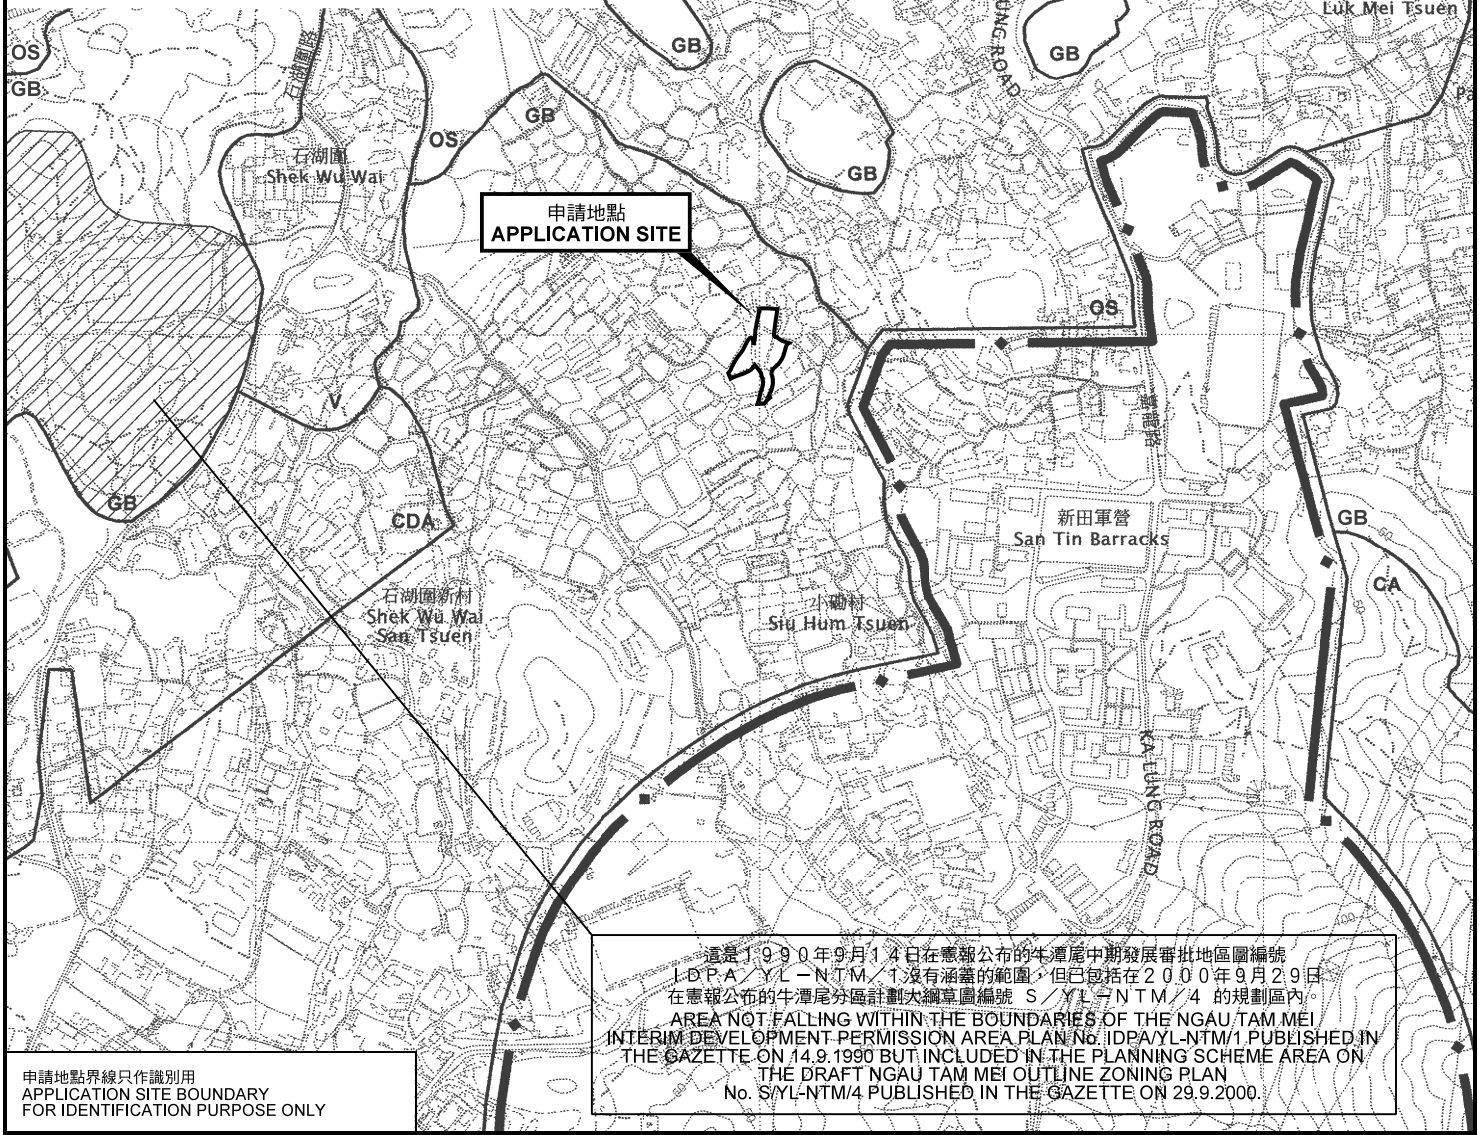 Luk Mei Tsuen
OS
GB
GB
GB
石湖圍路
UNG ROAD
GB
OS
GB
石湖圍
Shek Wu Wai
申請地點
APPLICATION SITE
OS
V
新龍路
GB
CDA
新田軍營
San Tin Barracks
GB
CA
石湖圍新村
Shek Wu Wai
San Tsuen
小磡村
Siu Hum Tsuen
KA LUNG ROAD
這是1990年9月14日在憲報公布的牛潭尾中期發展審批地區圖編號
IDPA/YL-NTM/1沒有涵蓋的範圍，但已包括在2000年9月29日
在憲報公布的牛潭尾分區計劃大綱草圖編號 S/YL-NTM/4 的規劃區內。
AREA NOT FALLING WITHIN THE BOUNDARIES OF THE NGAU TAM MEI
INTERIM DEVELOPMENT PERMISSION AREA PLAN No. IDPA/YL-NTM/1 PUBLISHED IN
THE GAZETTE ON 14.9.1990 BUT INCLUDED IN THE PLANNING SCHEME AREA ON
THE DRAFT NGAU TAM MEI OUTLINE ZONING PLAN
No. S/YL-NTM/4 PUBLISHED IN THE GAZETTE ON 29.9.2000.
申請地點界線只作識別用
APPLICATION SITE BOUNDARY
FOR IDENTIFICATION PURPOSE ONLY